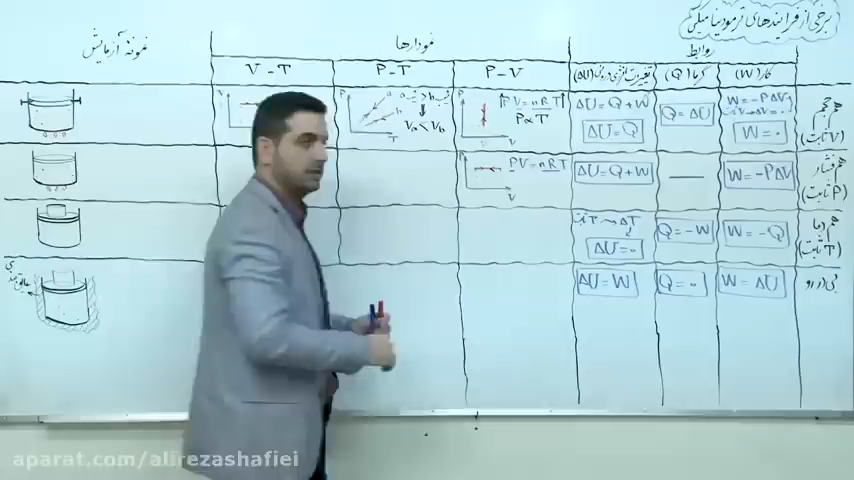 برخی از فرایندهای ترمودینامیکی
نمونهٔ آزمایش
نمودارها
روابط
V-T
P-T
P-V
تغییرات انرژی درونی (ΔU)
گرما (Q)
کار (W)
هم حجم
(V ثابت)
W = -PΔV
W = 0
Q = ΔU
ΔU = Q + W
ΔU = Q
PV = nRT
P ∝ T
P
V
Va < Vb
P
T
a
b
هم فشار
(P ثابت)
W = -PΔV
ΔU = Q + W
PV = nRT
P
V
هم دما
(T ثابت)
W = -Q
Q = -W
ΔU = 0
بی دررو
W = ΔU
Q = 0
ΔU = W
aparat.com/alirezashafiei